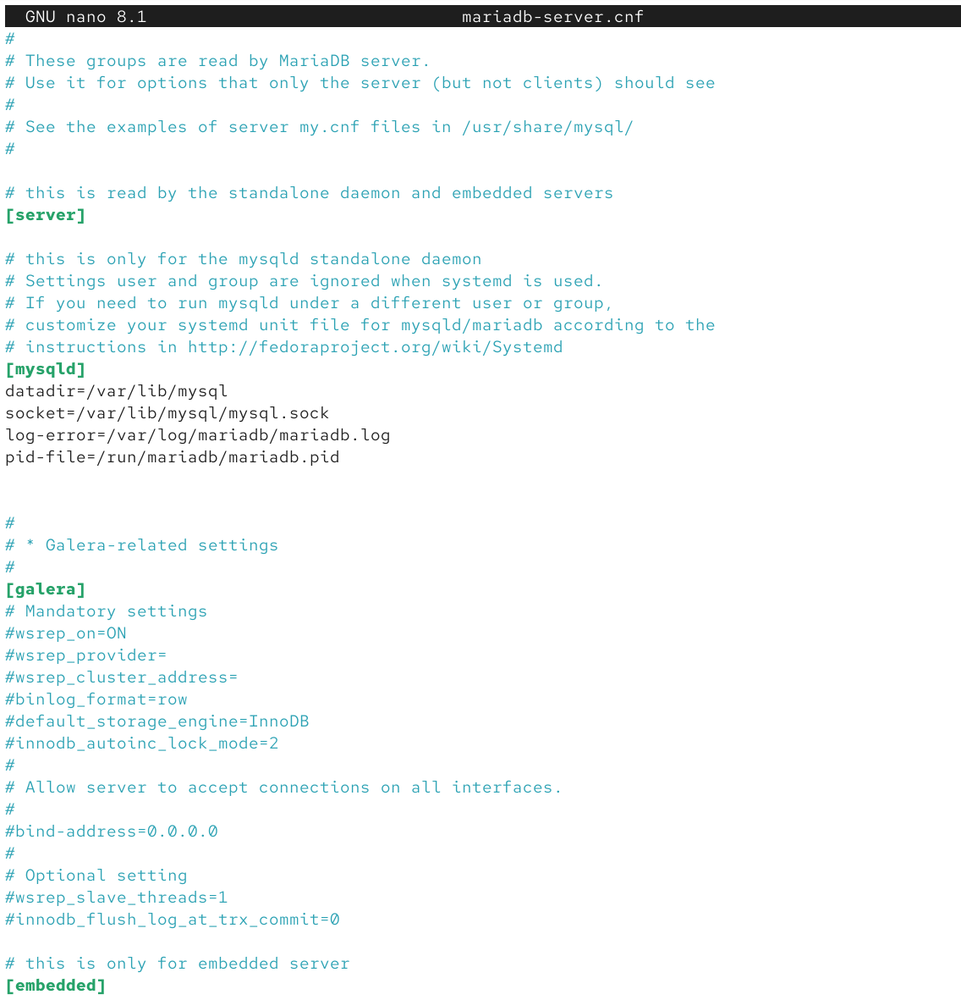 GNU nano 8.1 mariadb-server.cnf
#
# These groups are read by MariaDB server.
# Use it for options that only the server (but not clients) should see
#
# See the examples of server my.cnf files in /usr/share/mysql/
#
# this is read by the standalone daemon and embedded servers
[server]
# this is only for the mysqld standalone daemon
# Settings user and group are ignored when systemd is used.
# If you need to run mysqld under a different user or group,
# customize your systemd unit file for mysqld/mariadb according to the
# instructions in http://fedoraproject.org/wiki/Systemd
[mysqld]
datadir=/var/lib/mysql
socket=/var/lib/mysql/mysql.sock
log-error=/var/log/mariadb/mariadb.log
pid-file=/run/mariadb/mariadb.pid
#
# * Galera-related settings
#
[galera]
# Mandatory settings
#wsrep_on=ON
#wsrep_provider=
#wsrep_cluster_address=
#binlog_format=row
#default_storage_engine=InnoDB
#innodb_autoinc_lock_mode=2
#
# Allow server to accept connections on all interfaces.
#
#bind-address=0.0.0.0
#
# Optional setting
#wsrep_slave_threads=1
#innodb_flush_log_at_trx_commit=0
# this is only for embedded server
[embedded]